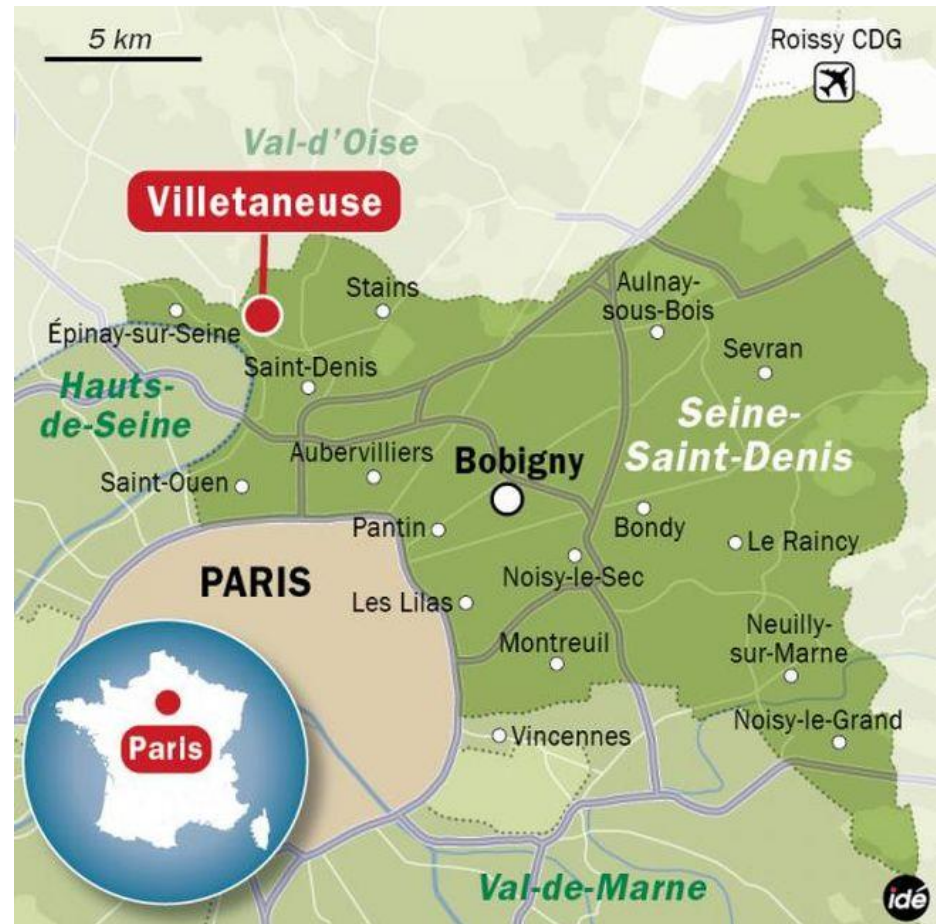 5 km
Roissy CDG
Val-d'Oise
Villetaneuse
Stains
Aulnay-
sous-Bois
Épinay-sur-Seine
Sevran
Saint-Denis
Hauts-
de-Seine
Seine-
Saint-Denis
Aubervilliers
Bobigny
Saint-Ouen
Pantin
Bondy
Le Raincy
PARIS
Noisy-le-Sec
Les Lilas
Neuilly-
sur-Marne
Montreuil
Noisy-le-Grand
Vincennes
Paris
Val-de-Marne
idé